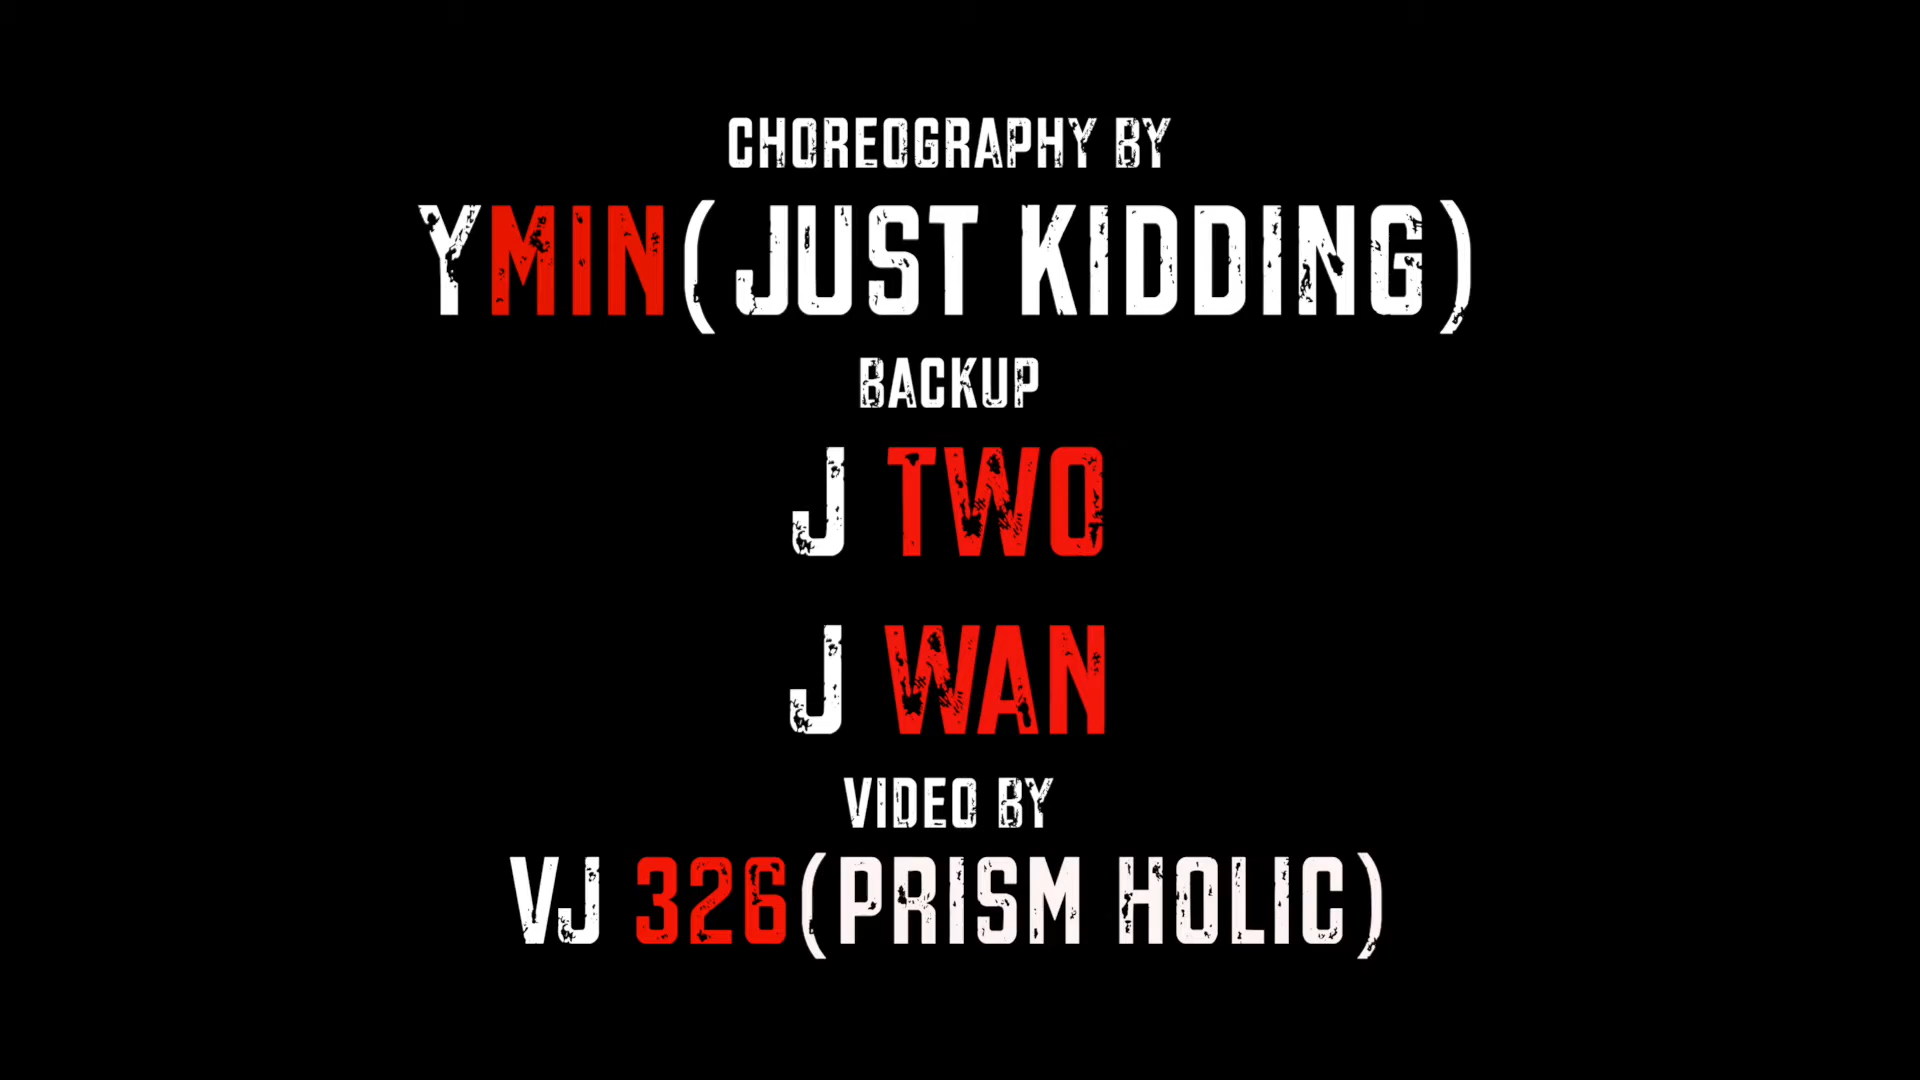 CHOREOGRAPHY BY
YMIN(JUST KIDDING)
BACKUP
J TWO
J WAN
VIDEO BY
VJ 326(PRISM HOLIC)